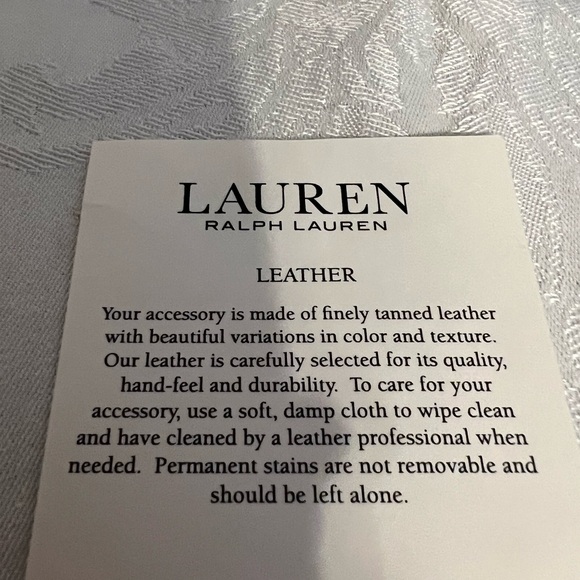 LAUREN
RALPH LAUREN
LEATHER
Your accessory is made of finely tanned leather
with beautiful variations in color and texture.
Our leather is carefully selected for its quality,
hand-feel and durability.  To care for your
accessory, use a soft, damp cloth to wipe clean
and have cleaned by a leather professional when
needed.  Permanent stains are not removable and
should be left alone.